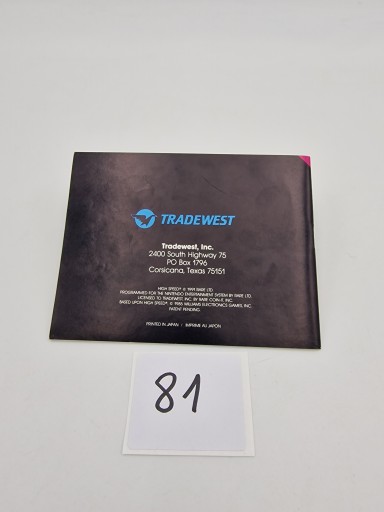 TRADEWEST
Tradewest, Inc.
2400 South Highway 75
PO Box 1796
Corsicana, Texas 75151
HIGH SPEED® © 1991 RARE LTD.
PROGRAMMED FOR THE NINTENDO ENTERTAINMENT SYSTEM BY RARE LTD.
LICENSED TO TRADEWEST, INC. BY RARE COIN-IT, INC.
BASED UPON HIGH SPEED® © 1986 WILLIAMS ELECTRONICS GAMES, INC.
PATENT PENDING.
PRINTED IN JAPAN / IMPRIME AU JAPON
81